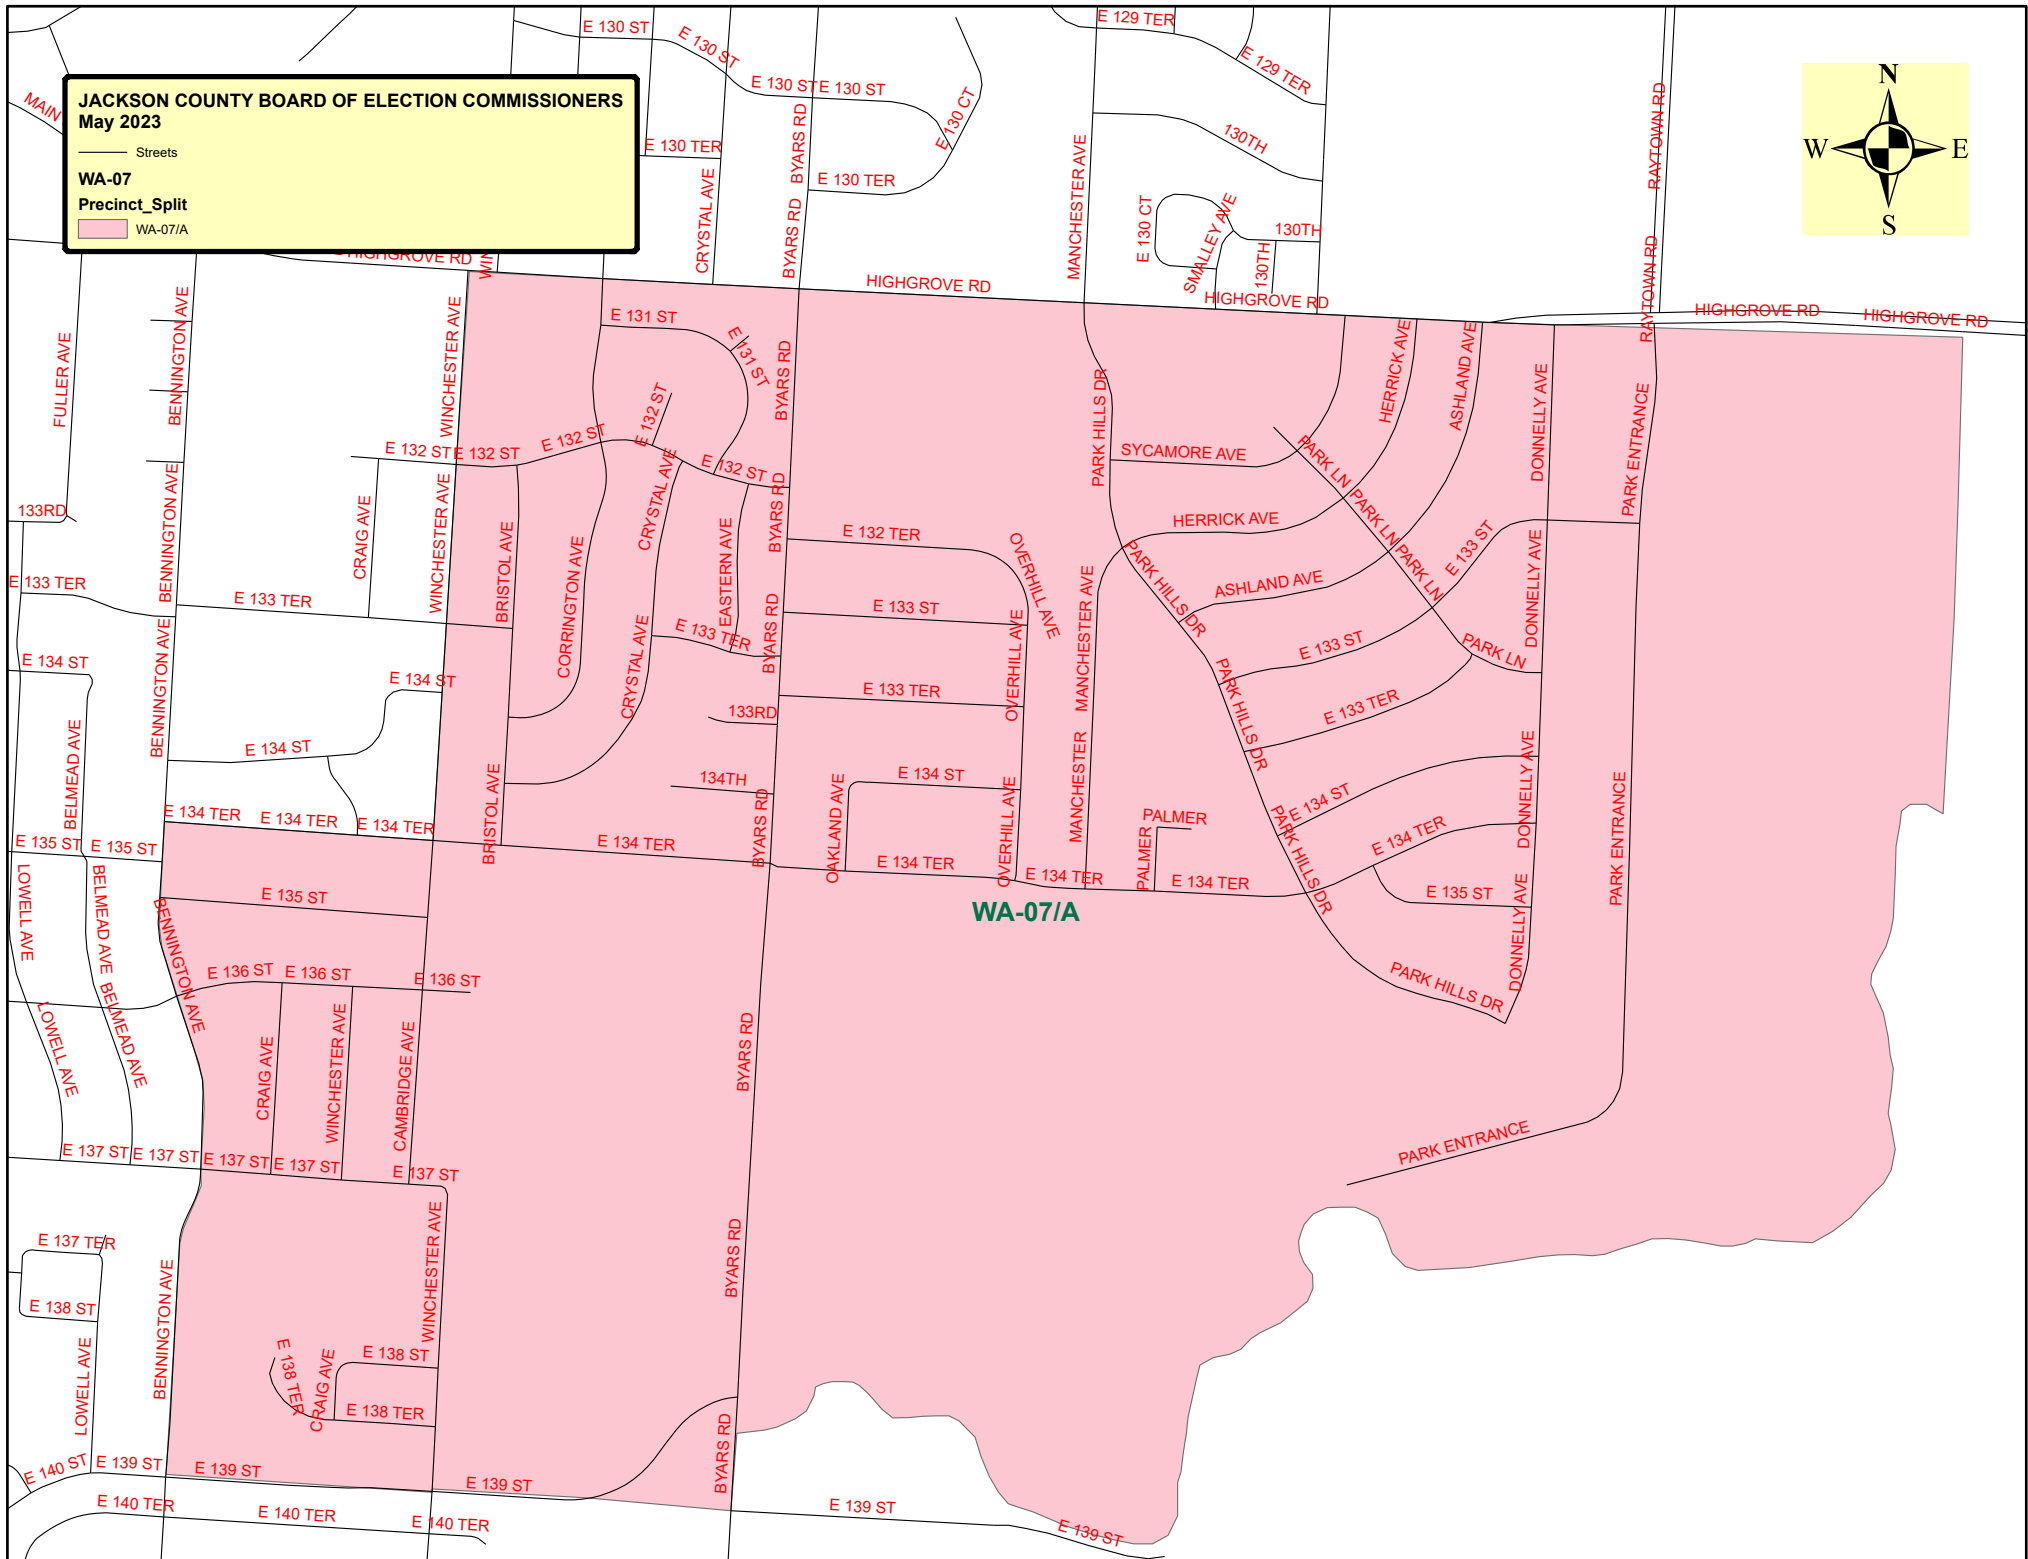 E 130 ST
E 130 ST
E 130 ST
E 130 ST
E 130 CT
E 129 TER
E 129 TER
RAYTOWN RD
N
W
E
S
MAIN
JACKSON COUNTY BOARD OF ELECTION COMMISSIONERS
May 2023
Streets
WA-07
Precinct_Split
WA-07/A
E 130 TER
BYARS RD
E 130 TER
CRYSTAL AVE
BYARS RD
MANCHESTER AVE
130TH
E 130 CT
SMALLEY AVE
130TH
130TH
RAYTOWN RD
HIGHGROVE RD
WIN
HIGHGROVE RD
HIGHGROVE RD
HIGHGROVE RD
HIGHGROVE RD
FULLER AVE
BENNINGTON AVE
WINCHESTER AVE
E 131 ST
E 131 ST
BYARS RD
PARK HILLS DR
HERRICK AVE
ASHLAND AVE
DONNELLY AVE
PARK ENTRANCE
E 132 ST
E 132 ST
E 132 ST
E 132 ST
E 132 ST
SYCAMORE AVE
PARK LN
PARK LN
PARK LN
133RD
BENNINGTON AVE
CRAIG AVE
WINCHESTER AVE
BRISTOL AVE
CORRINGTON AVE
CRYSTAL AVE
EASTERN AVE
BYARS RD
E 132 TER
OVERHILL AVE
HERRICK AVE
E 133 ST
E 133 TER
E 133 TER
E 133 ST
MANCHESTER AVE
PARK HILLS DR
ASHLAND AVE
DONNELLY AVE
E 134 ST
BENNINGTON AVE
E 134 ST
CRYSTAL AVE
E 133 TER
BYARS RD
E 133 TER
OVERHILL AVE
E 133 ST
PARK LN
E 133 TER
PARK HILLS DR
BELMEAD AVE
E 134 ST
133RD
134TH
E 134 ST
BRISTOL AVE
BYARS RD
OAKLAND AVE
OVERHILL AVE
MANCHESTER
PALMER
PALMER
E 134 ST
DONNELLY AVE
PARK ENTRANCE
E 134 TER
E 134 TER
E 134 TER
E 134 TER
E 134 TER
E 134 TER
E 134 TER
E 134 TER
PARK HILLS DR
E 135 ST
E 135 ST
E 135 ST
E 135 ST
WA-07/A
LOWELL AVE
BELMEAD AVE
BENNINGTON AVE
DONNELLY AVE
E 136 ST
E 136 ST
E 136 ST
PARK HILLS DR
LOWELL AVE
BELMEAD AVE
CRAIG AVE
WINCHESTER AVE
CAMBRIDGE AVE
BYARS RD
E 137 ST
E 137 ST
E 137 ST
E 137 ST
E 137 ST
PARK ENTRANCE
E 137 TER
E 138 ST
BENNINGTON AVE
WINCHESTER AVE
BYARS RD
LOWELL AVE
E 138 TER
CRAIG AVE
E 138 ST
E 138 TER
BYARS RD
E 140 ST
E 139 ST
E 139 ST
E 139 ST
E 139 ST
E 139 ST
E 140 TER
E 140 TER
E 140 TER